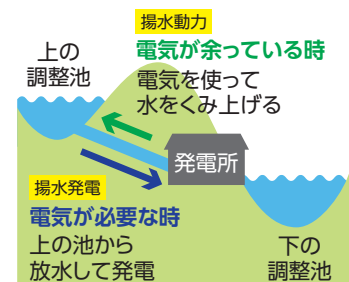 揚水動力
電気が余っている時
電気を使って
水をくみ上げる
上の
調整池
発電所
揚水発電
電気が必要な時
上の池から
放水して発電
下の
調整池